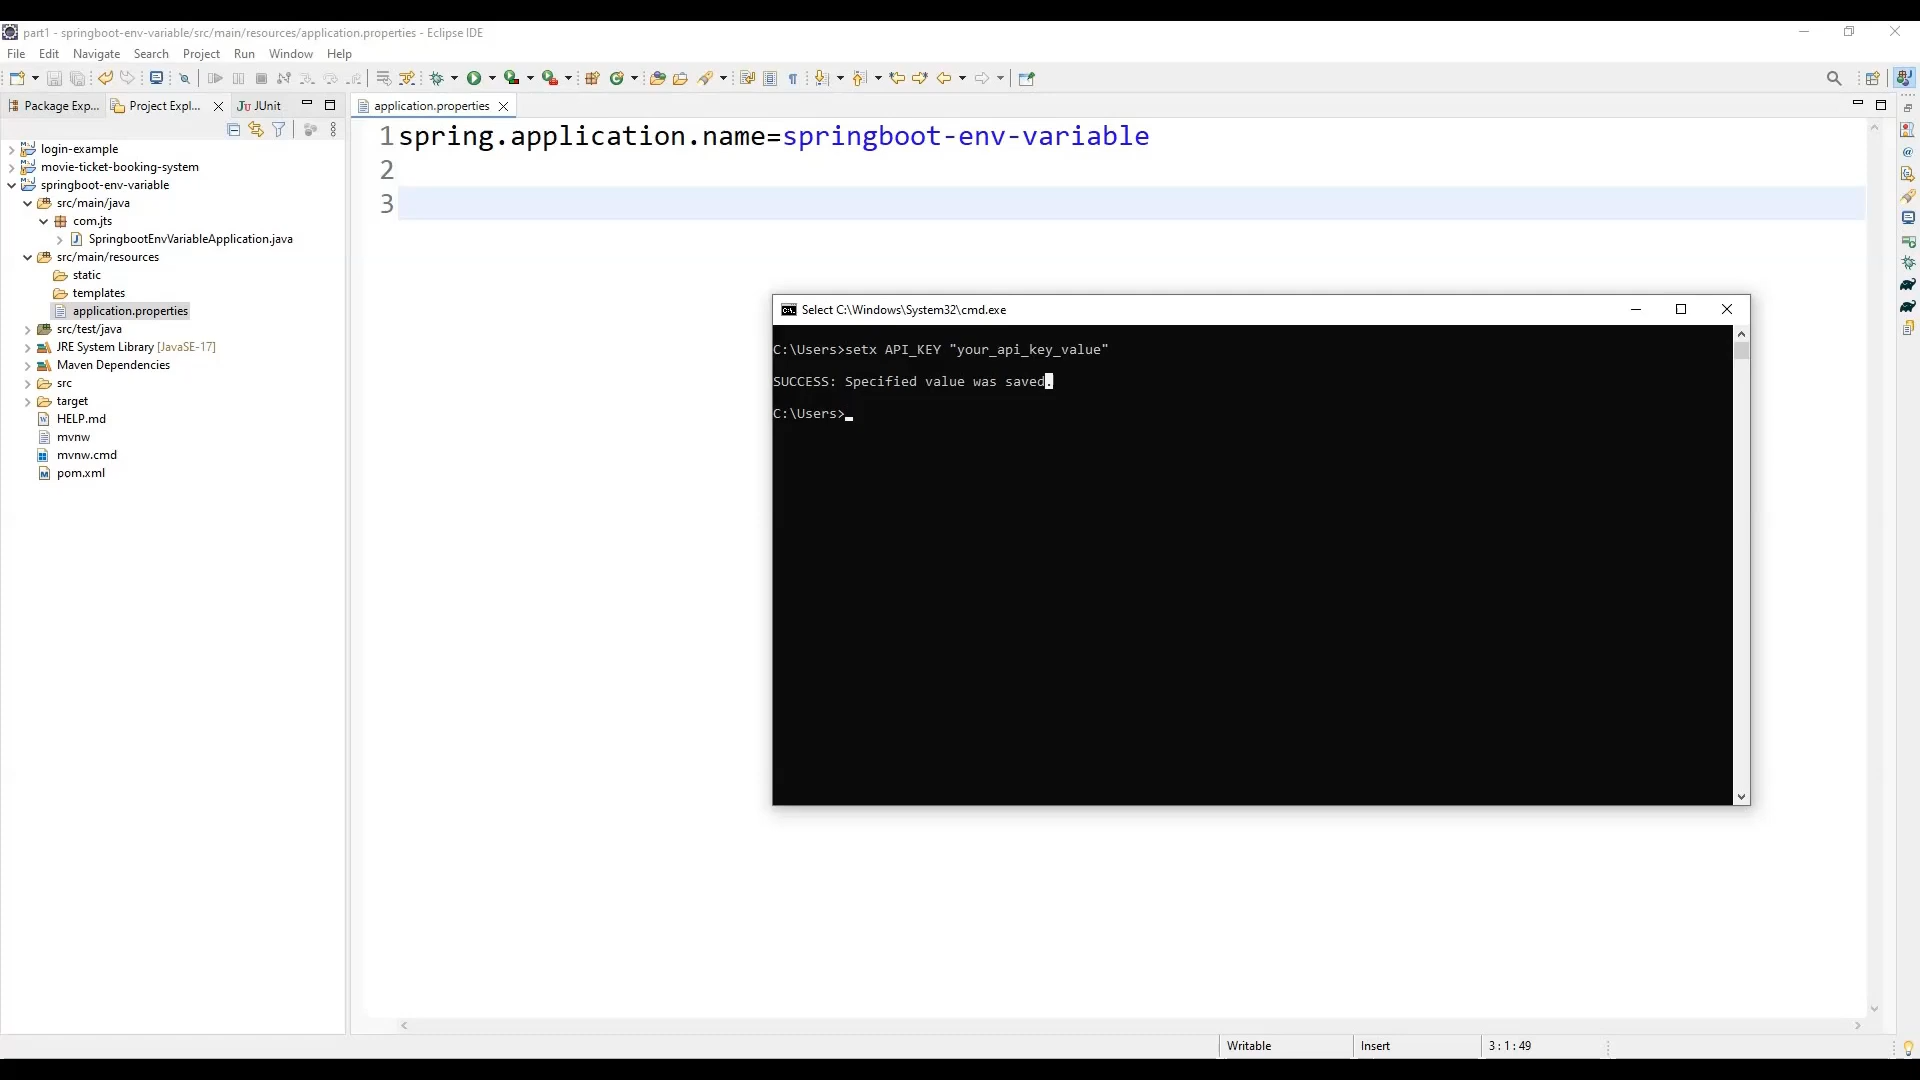 part1 - springboot-env-variable/src/main/resources/application.properties - Eclipse IDE
File Edit Navigate Search Project Run Window Help
Package Exp... Project Expl... JUnit
application.properties
login-example
movie-ticket-booking-system
springboot-env-variable
src/main/java
com.jts
SpringbootEnvVariableApplication.java
src/main/resources
static
templates
application.properties
src/test/java
JRE System Library [JavaSE-17]
Maven Dependencies
src
target
HELP.md
mvnw
mvnw.cmd
pom.xml
1 spring.application.name=springboot-env-variable
2
3
Select C:\Windows\System32\cmd.exe
C:\Users>setx API_KEY "your_api_key_value"
SUCCESS: Specified value was saved.
C:\Users>_
Writable Insert 3 : 1 : 49